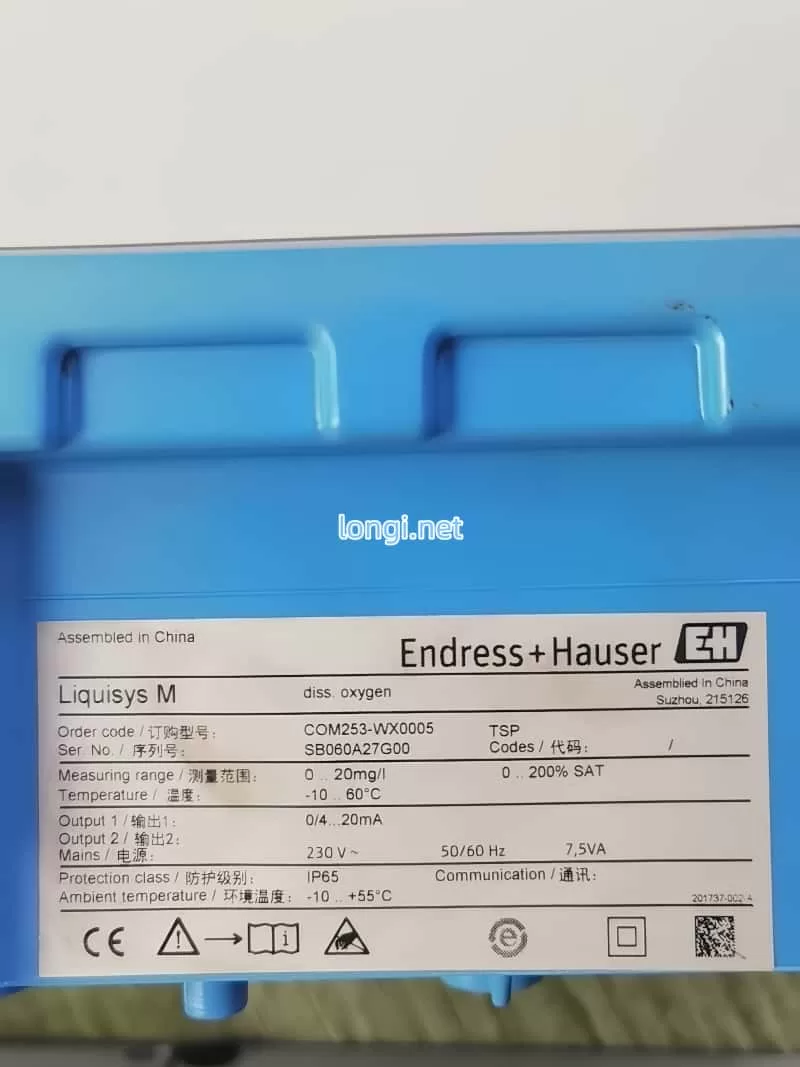 longi.net
Assembled in China
Endress+Hauser EH
Liquisys M diss. oxygen Assemblied In China
Suzhou, 215126
Order code / 订购型号: COM253-WX0005 TSP
Ser. No. / 序列号: SB060A27G00 Codes / 代码: /
Measuring range / 测量范围: 0 .. 20mg/l 0 .. 200% SAT
Temperature / 温度: -10 .. 60°C
Output 1 / 输出1: 0/4...20mA
Output 2 / 输出2:
Mains / 电源: 230 V~ 50/60 Hz 7,5VA
Protection class / 防护级别: IP65 Communication / 通讯:
Ambient temperature / 环境温度: -10 .. +55°C
201737-002-A
CE i e